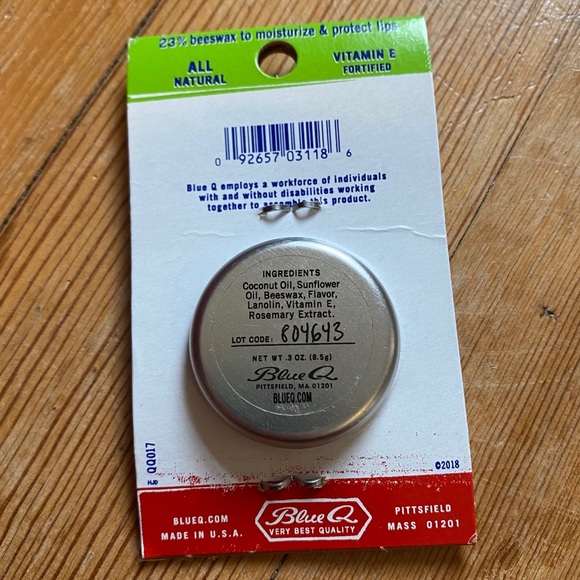 23% beeswax to moisturize & protect lips
ALL
NATURAL
VITAMIN E
FORTIFIED
0 92657 03118 6
Blue Q employs a workforce of individuals
with and without disabilities working
together to assemble this product.
INGREDIENTS
Coconut Oil, Sunflower
Oil, Beeswax, Flavor,
Lanolin, Vitamin E,
Rosemary Extract.
LOT CODE: 804643
NET WT .3 OZ. (8.5g)
Blue Q
PITTSFIELD, MA 01201
BLUEQ.COM
QQ017
HJD
©2018
BLUEQ.COM
MADE IN U.S.A.
Blue Q
VERY BEST QUALITY
PITTSFIELD
MASS 01201